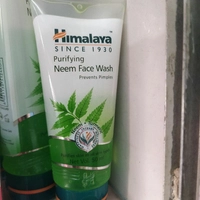 Himalaya
SINCE 1930
Purifying
Neem Face Wash
Prevents Pimples